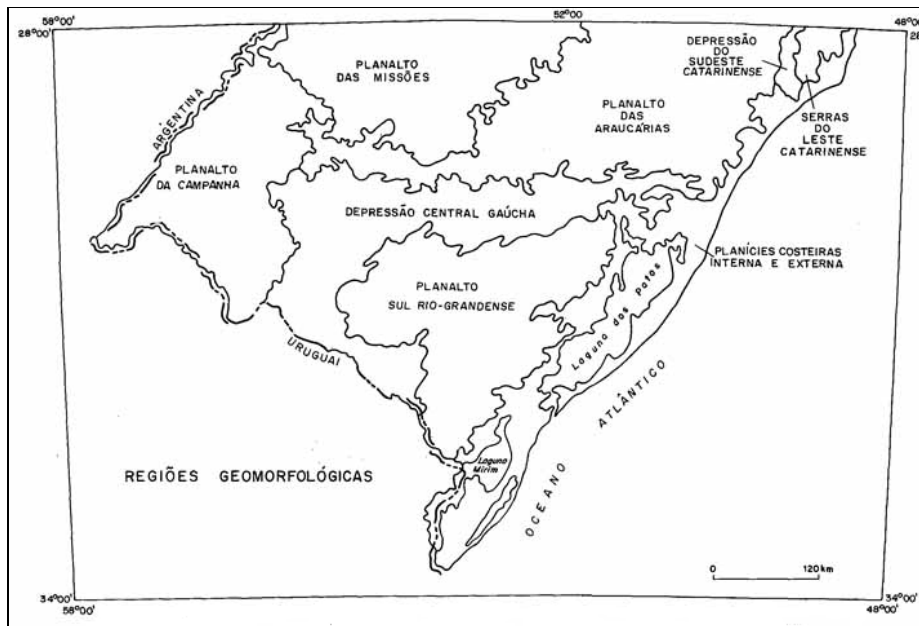 58°00'
52°00'
48°00'
28°00'
28°
PLANALTO
DAS MISSÕES
DEPRESSÃO
DO
SUDESTE
CATARINENSE
ARGENTINA
PLANALTO
DAS
ARAUCÁRIAS
SERRAS
DO
LESTE
CATARINENSE
PLANALTO
DA CAMPANHA
DEPRESSÃO CENTRAL GAÚCHA
PLANÍCIES COSTEIRAS
INTERNA E EXTERNA
PLANALTO
SUL RIO-GRANDENSE
Laguna dos Patos
URUGUAI
OCEANO ATLÂNTICO
Laguna
Mirim
REGIÕES GEOMORFOLÓGICAS
0 120 km
34°00'
34°00'
58°00'
48°00'